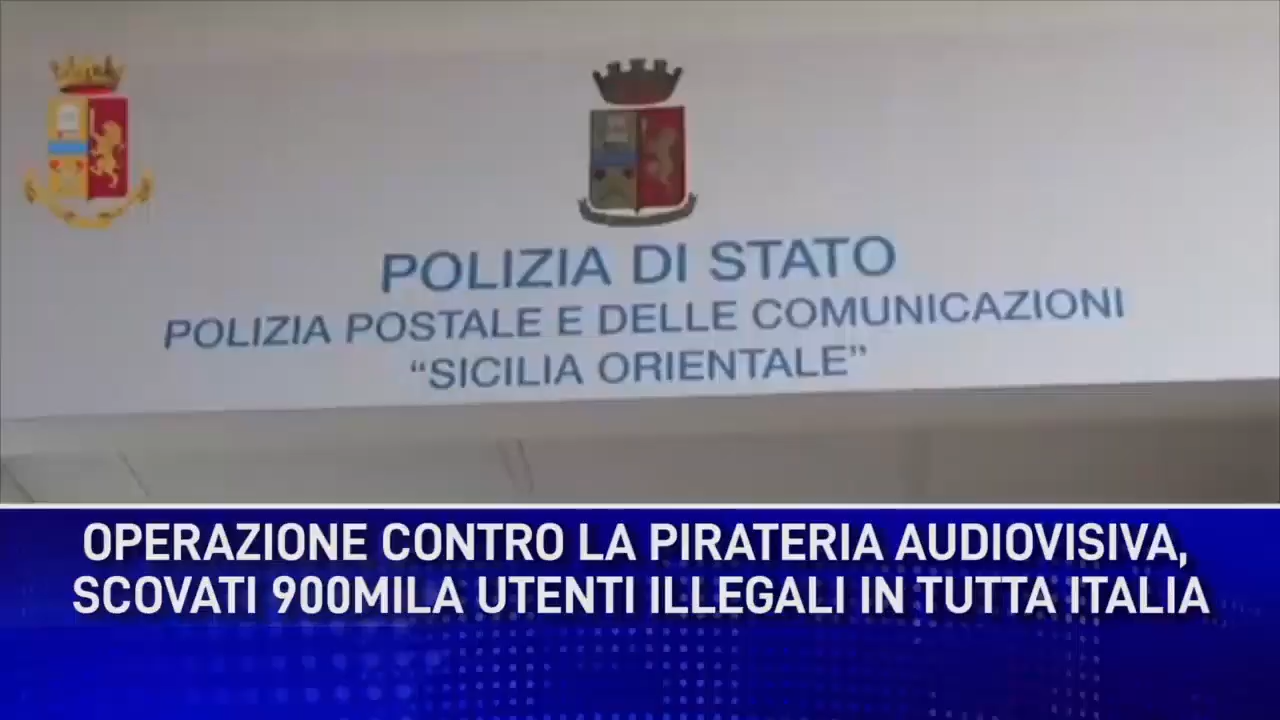 POLIZIA DI STATO
POLIZIA POSTALE E DELLE COMUNICAZIONI
“SICILIA ORIENTALE”
OPERAZIONE CONTRO LA PIRATERIA AUDIOVISIVA,
SCOVATI 900MILA UTENTI ILLEGALI IN TUTTA ITALIA